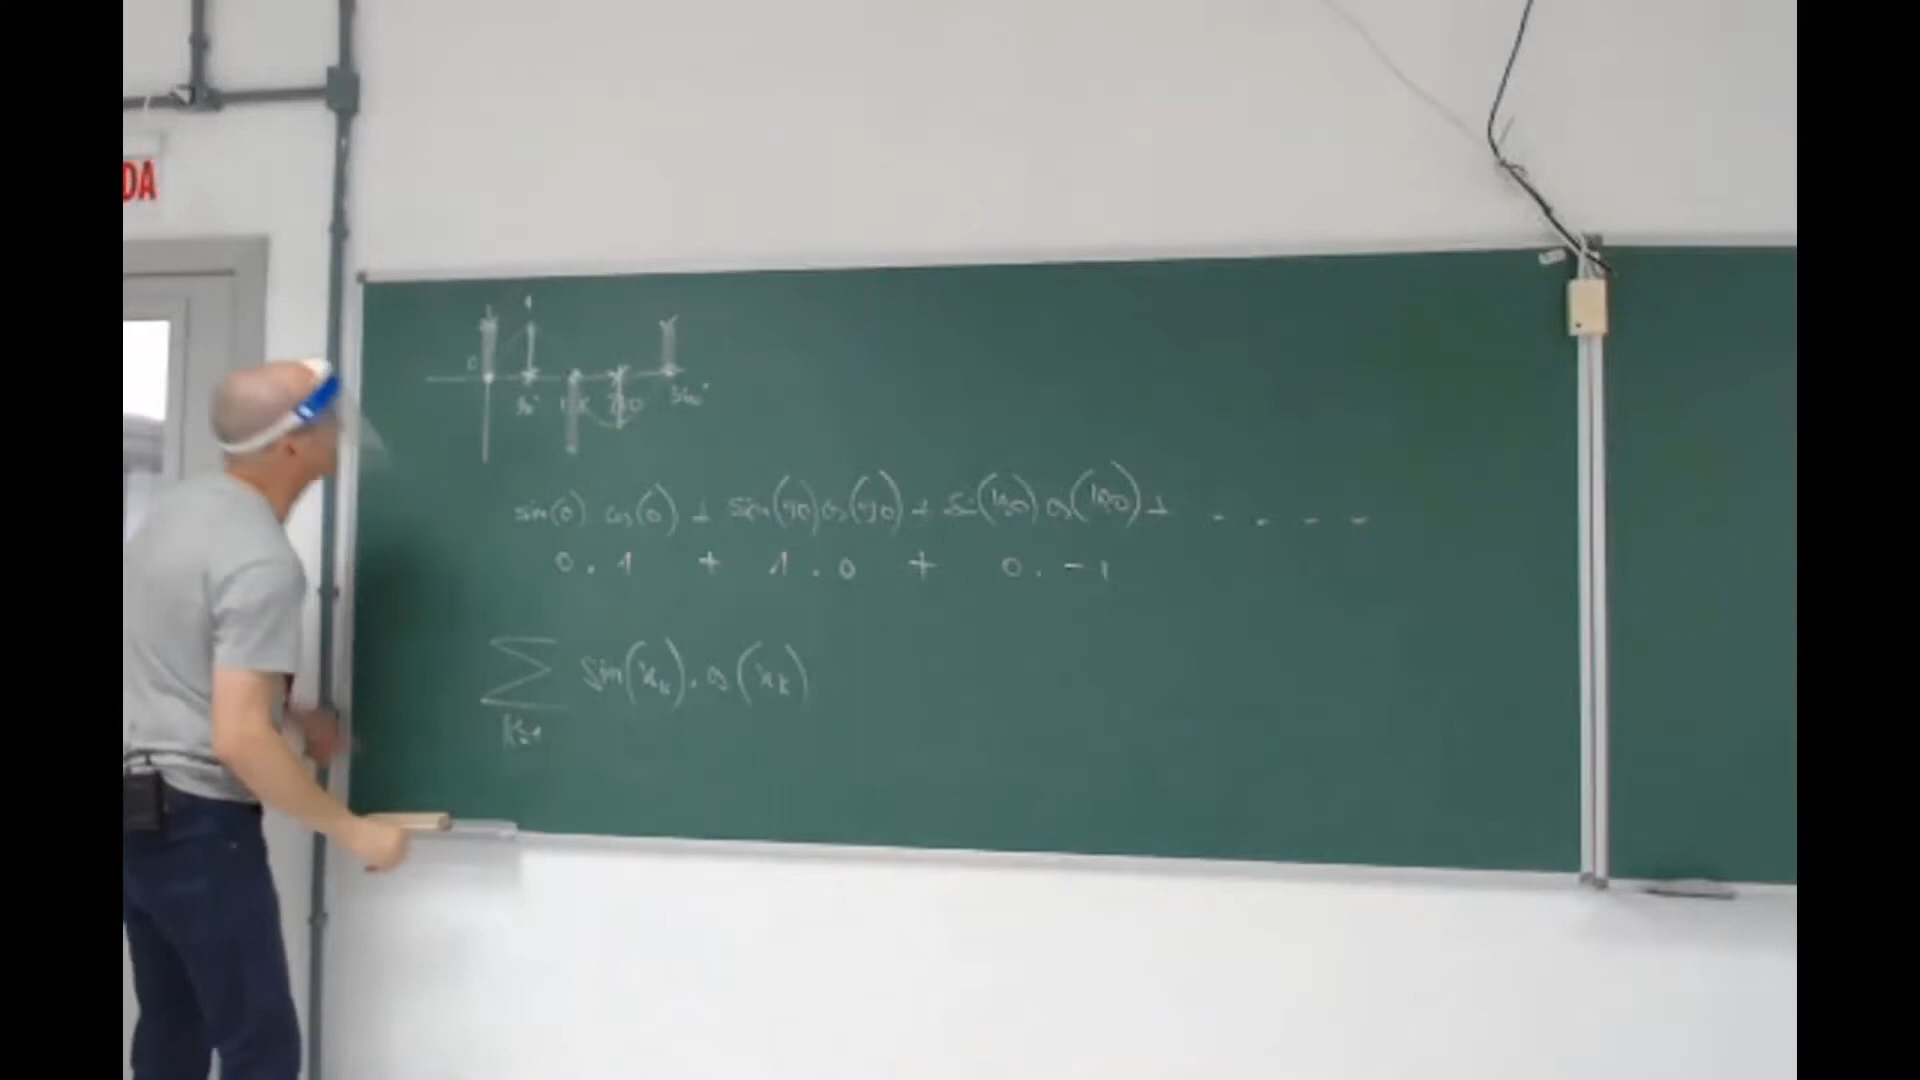 DA
1
0
90° 180 270 360°
sin(0) cos(0) + sin(90)cos(90) + sin(180)cos(180) + - - - -
0 . 1 + 1 . 0 + 0 . -1
∑ sin(x_k) . cos(x_k)
k=1